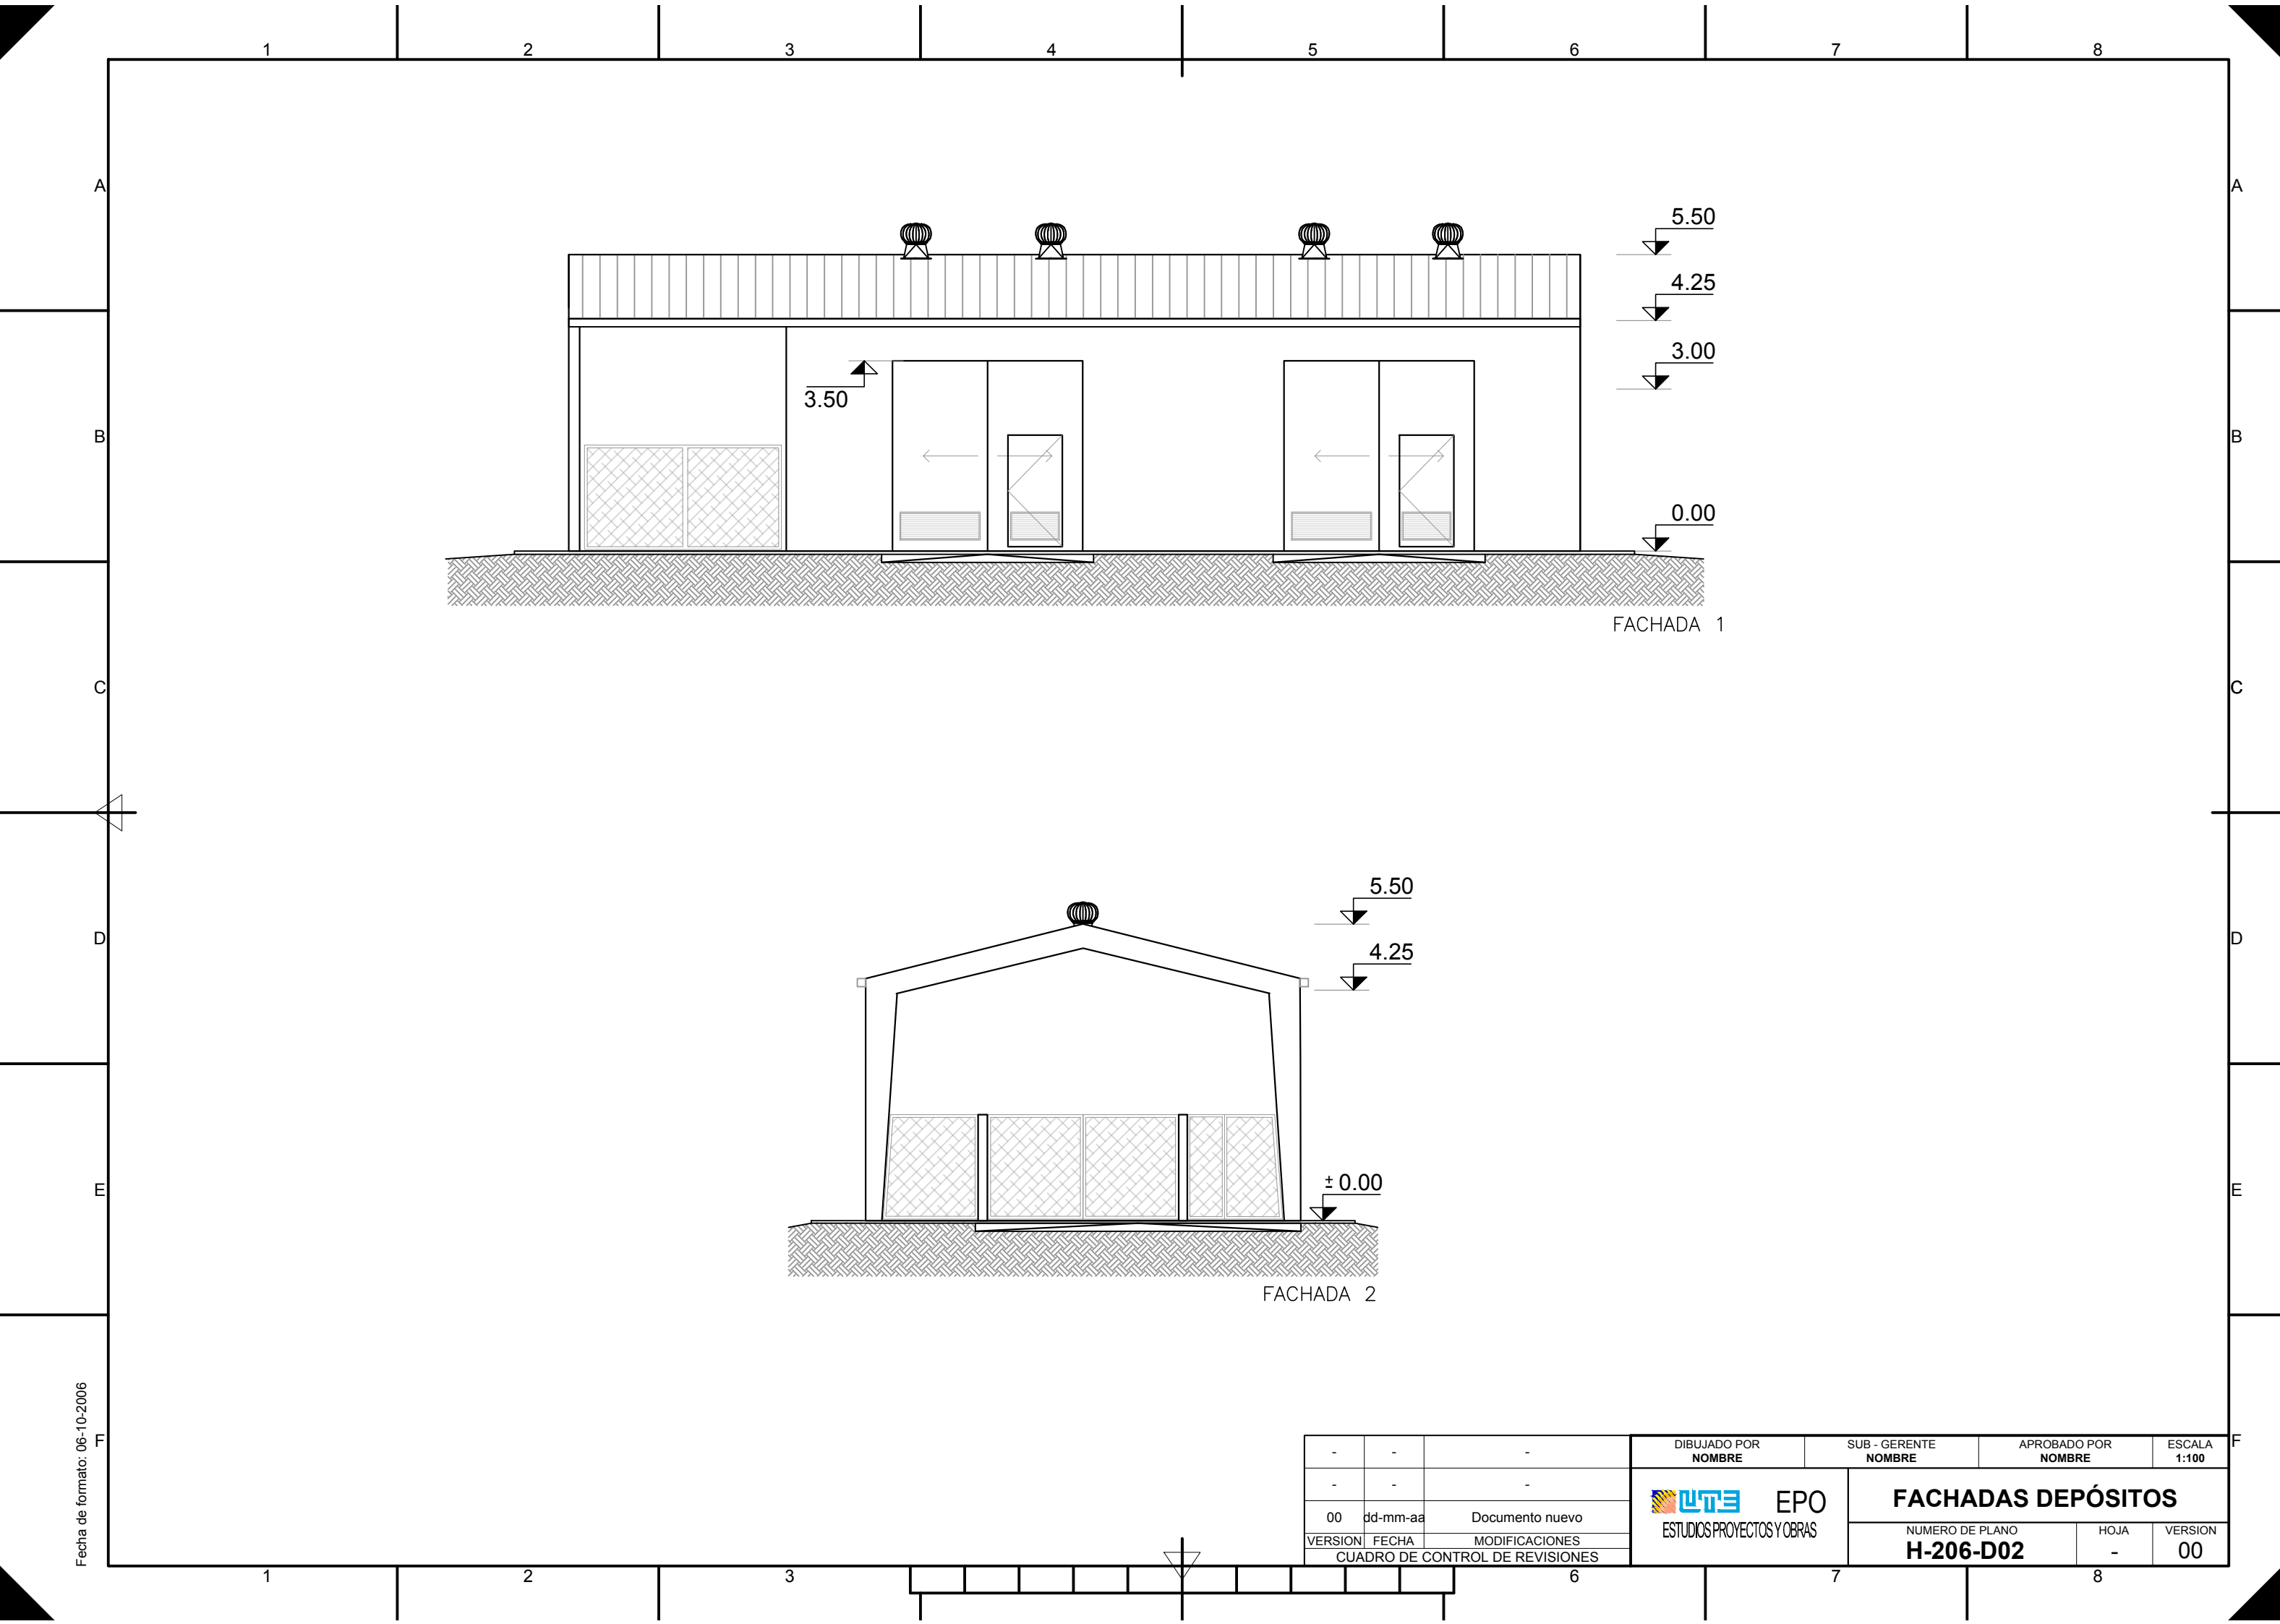 1 2 3 4 5 6 7 8
A A
5.50
4.25
3.00
3.50
B B
0.00
FACHADA 1
C C
5.50
4.25
D D
± 0.00
E E
FACHADA 2
Fecha de formato: 06-10-2006
F F
- - -
- - -
00 dd-mm-aa Documento nuevo
VERSION FECHA MODIFICACIONES
CUADRO DE CONTROL DE REVISIONES
DIBUJADO POR SUB - GERENTE APROBADO POR ESCALA
NOMBRE NOMBRE NOMBRE 1:100
UTE EPO
ESTUDIOS PROYECTOS Y OBRAS
FACHADAS DEPÓSITOS
NUMERO DE PLANO HOJA VERSION
H-206-D02 - 00
1 2 3 6 7 8